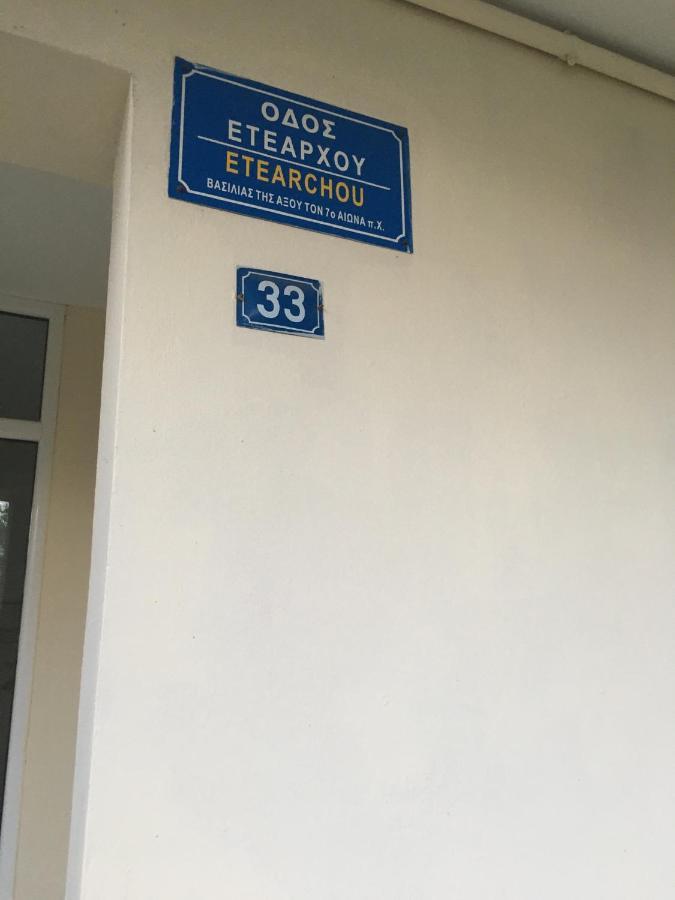 ΟΔΟΣ
ΕΤΕΑΡΧΟΥ
ETEARCHOU
ΒΑΣΙΛΙΑΣ ΤΗΣ ΑΞΟΥ ΤΟΝ 7ο ΑΙΩΝΑ π.Χ.
33